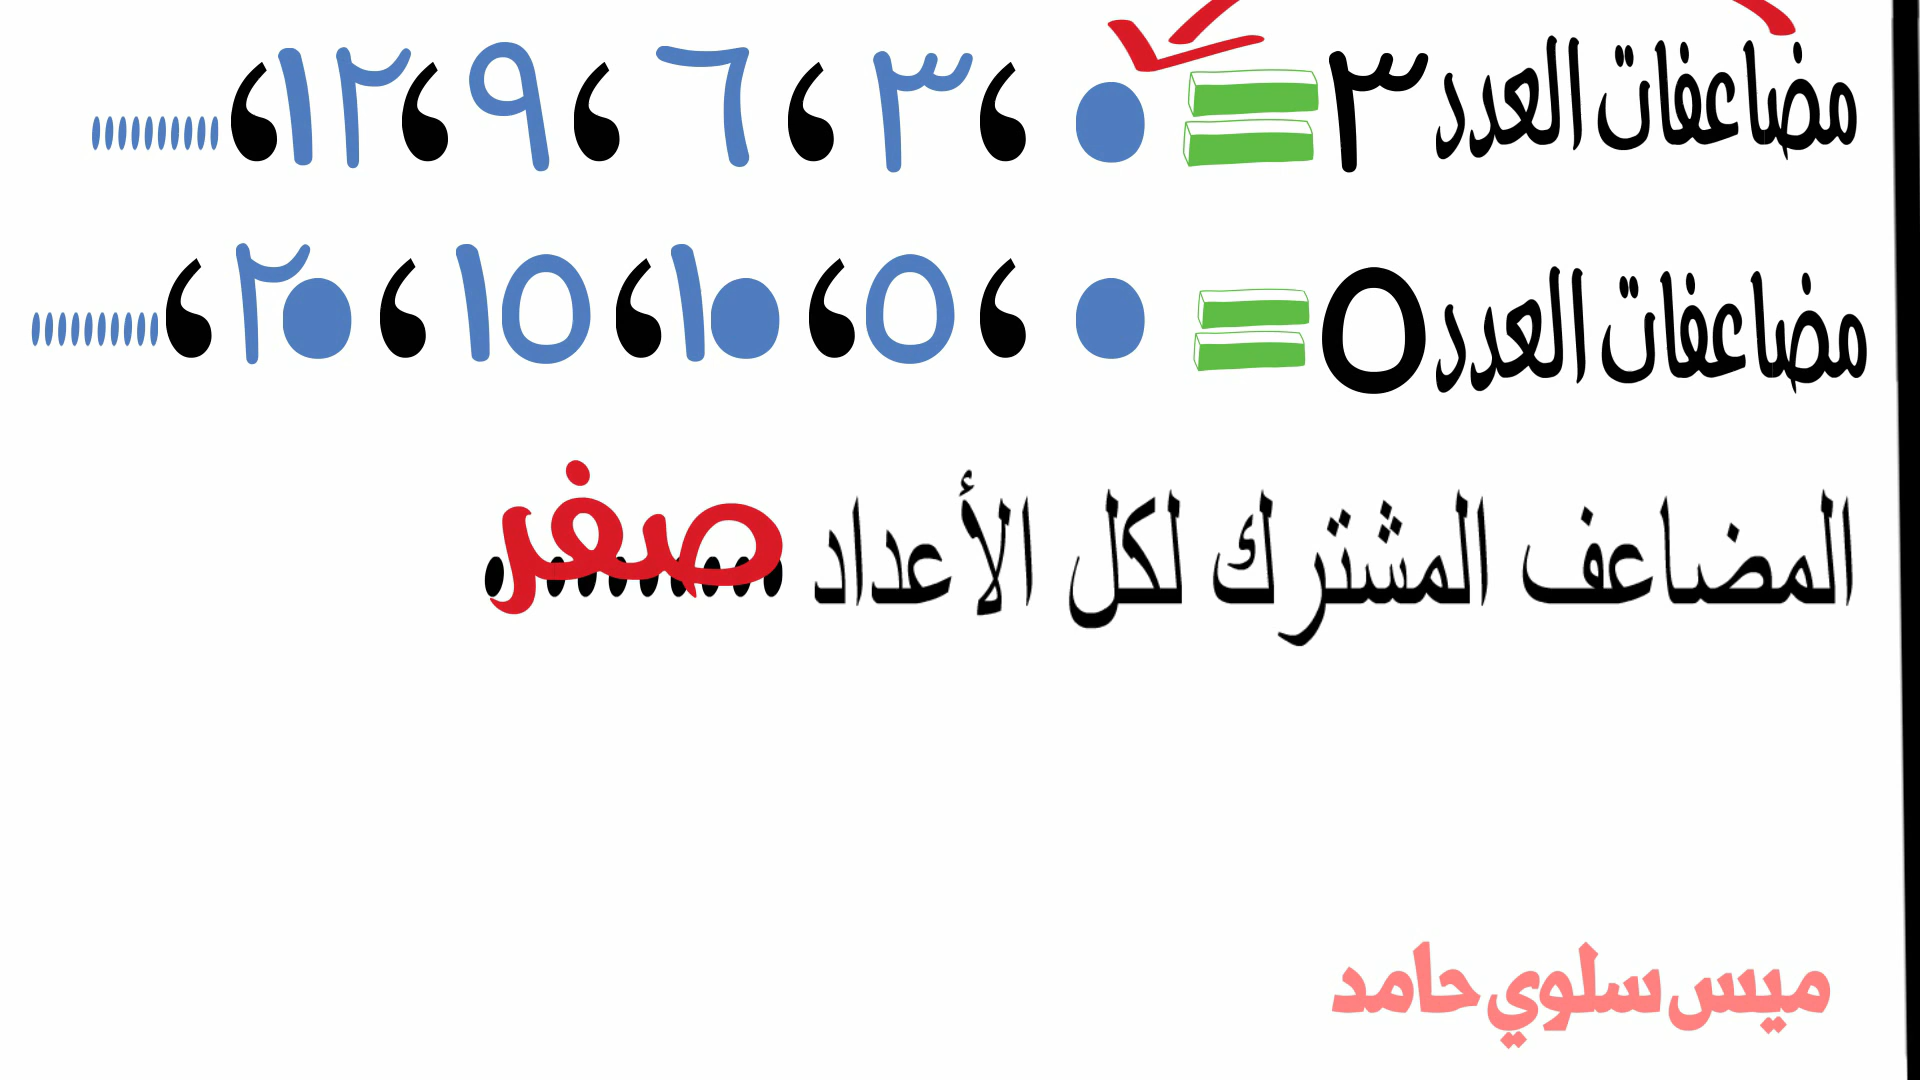 مضاعفات العدد ٣ = ٠ ، ٣ ، ٦ ، ٩ ، ١٢ ، ..........
مضاعفات العدد ٥ = ٠ ، ٥ ، ١٠ ، ١٥ ، ٢٠ ، ..........
المضاعف المشترك لكل الأعداد صفر
ميس سلوي حامد